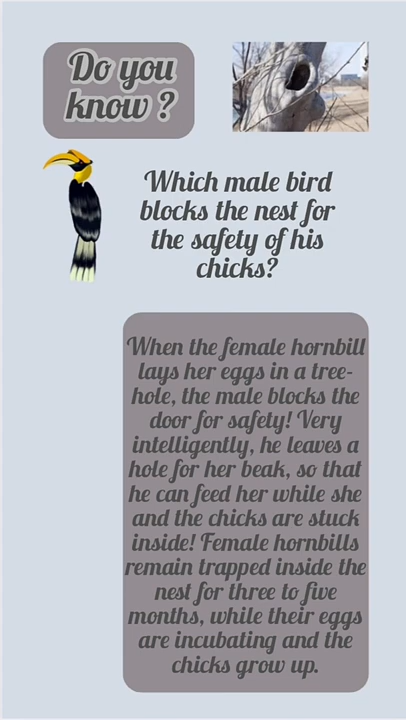 Do you
know ?
Which male bird
blocks the nest for
the safety of his
chicks?
When the female hornbill
lays her eggs in a tree-
hole, the male blocks the
door for safety! Very
intelligently, he leaves a
hole for her beak, so that
he can feed her while she
and the chicks are stuck
inside! Female hornbills
remain trapped inside the
nest for three to five
months, while their eggs
are incubating and the
chicks grow up.